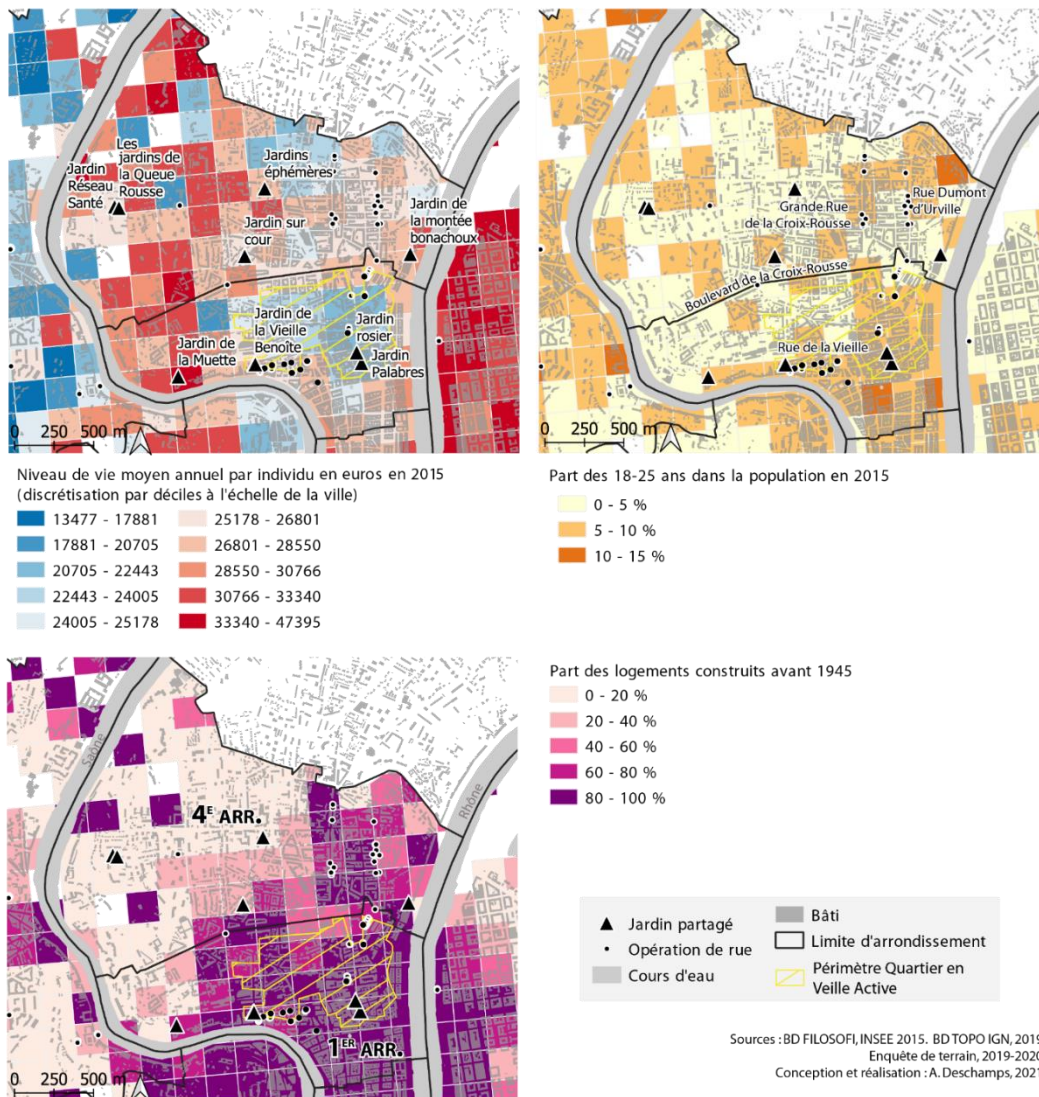 Les
jardins de
la Queue
Rousse
Jardin
Réseau
Santé
Jardins
éphémères
Jardin sur
cour
Jardin de
la montée
bonachoux
Jardin de
la Vieille
Benoîte
Jardin
rosier
Jardin de
la Muette
Jardin
Palabres
0 250 500 m
Grande Rue
de la Croix-Rousse
Rue Dumont
d'Urville
Boulevard de la Croix-Rousse
Rue de la Vieille
0 250 500 m
Niveau de vie moyen annuel par individu en euros en 2015
(discrétisation par déciles à l'échelle de la ville)
13477 - 17881 25178 - 26801
17881 - 20705 26801 - 28550
20705 - 22443 28550 - 30766
22443 - 24005 30766 - 33340
24005 - 25178 33340 - 47395
Part des 18-25 ans dans la population en 2015
0 - 5 %
5 - 10 %
10 - 15 %
Saône
Rhône
4E ARR.
1ER ARR.
0 250 500 m
Part des logements construits avant 1945
0 - 20 %
20 - 40 %
40 - 60 %
60 - 80 %
80 - 100 %
Jardin partagé
Opération de rue
Cours d'eau
Bâti
Limite d'arrondissement
Périmètre Quartier en
Veille Active
Sources : BD FILOSOFI, INSEE 2015. BD TOPO IGN, 2019
Enquête de terrain, 2019-2020
Conception et réalisation : A. Deschamps, 2021